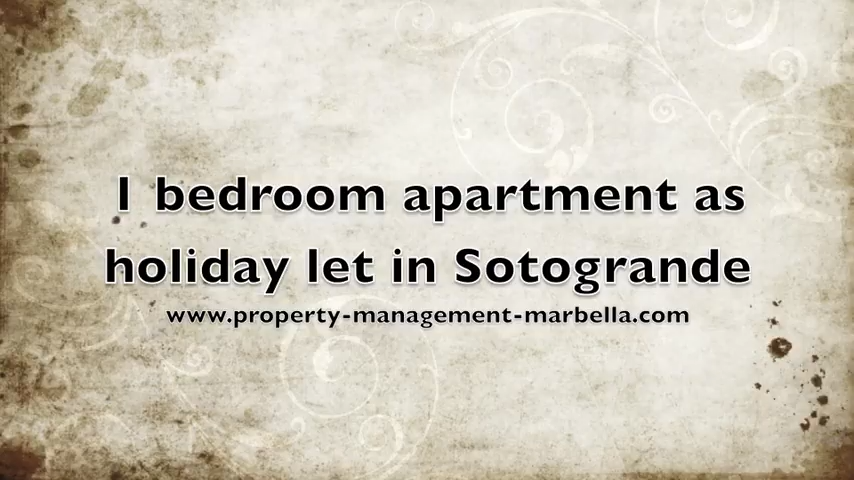 1 bedroom apartment as
holiday let in Sotogrande
www.property-management-marbella.com